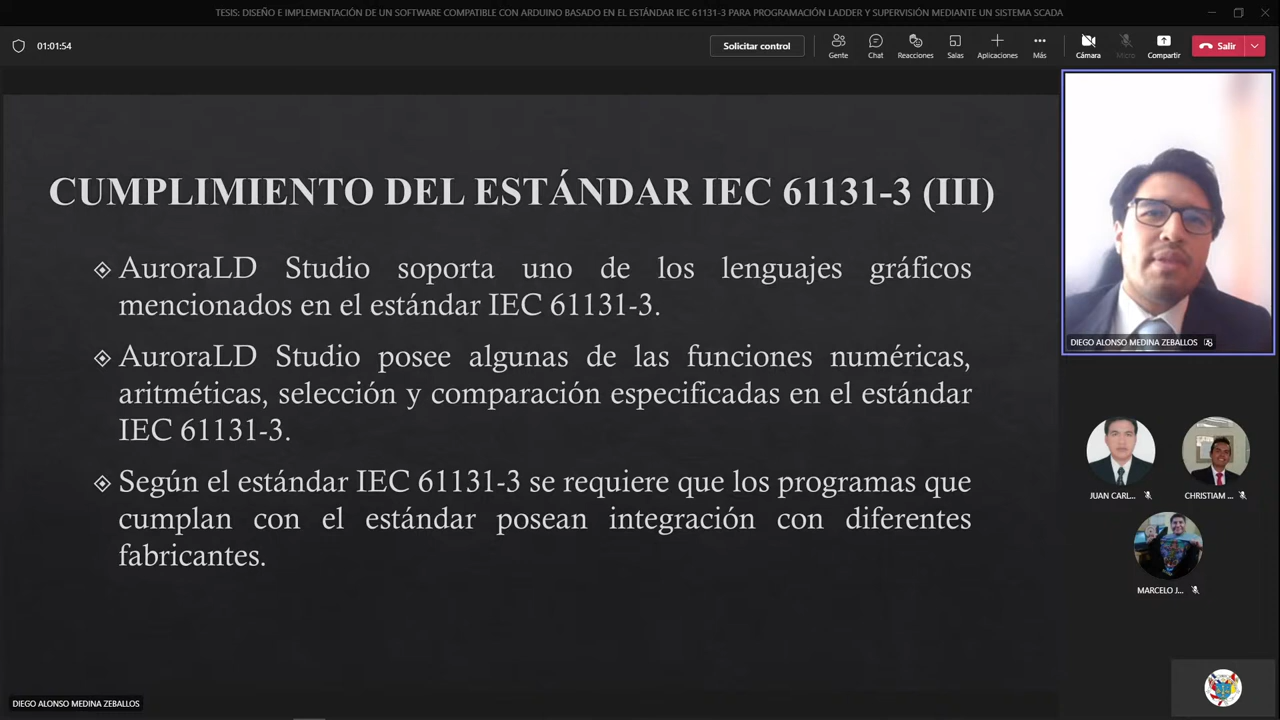 TESIS: DISEÑO E IMPLEMENTACIÓN DE UN SOFTWARE COMPATIBLE CON ARDUINO BASADO EN EL ESTÁNDAR IEC 61131-3 PARA PROGRAMACIÓN LADDER Y SUPERVISIÓN MEDIANTE UN SISTEMA SCADA
01:01:54
Solicitar control
Gente
Chat
Reacciones
Salas
Aplicaciones
Más
Cámara
Micro
Compartir
Salir
CUMPLIMIENTO DEL ESTÁNDAR IEC 61131-3 (III)
AuroraLD Studio soporta uno de los lenguajes gráficos
mencionados en el estándar IEC 61131-3.
AuroraLD Studio posee algunas de las funciones numéricas,
aritméticas, selección y comparación especificadas en el estándar
IEC 61131-3.
Según el estándar IEC 61131-3 se requiere que los programas que
cumplan con el estándar posean integración con diferentes
fabricantes.
DIEGO ALONSO MEDINA ZEBALLOS
JUAN CARL...
CHRISTIAM ...
MARCELO J...
DIEGO ALONSO MEDINA ZEBALLOS